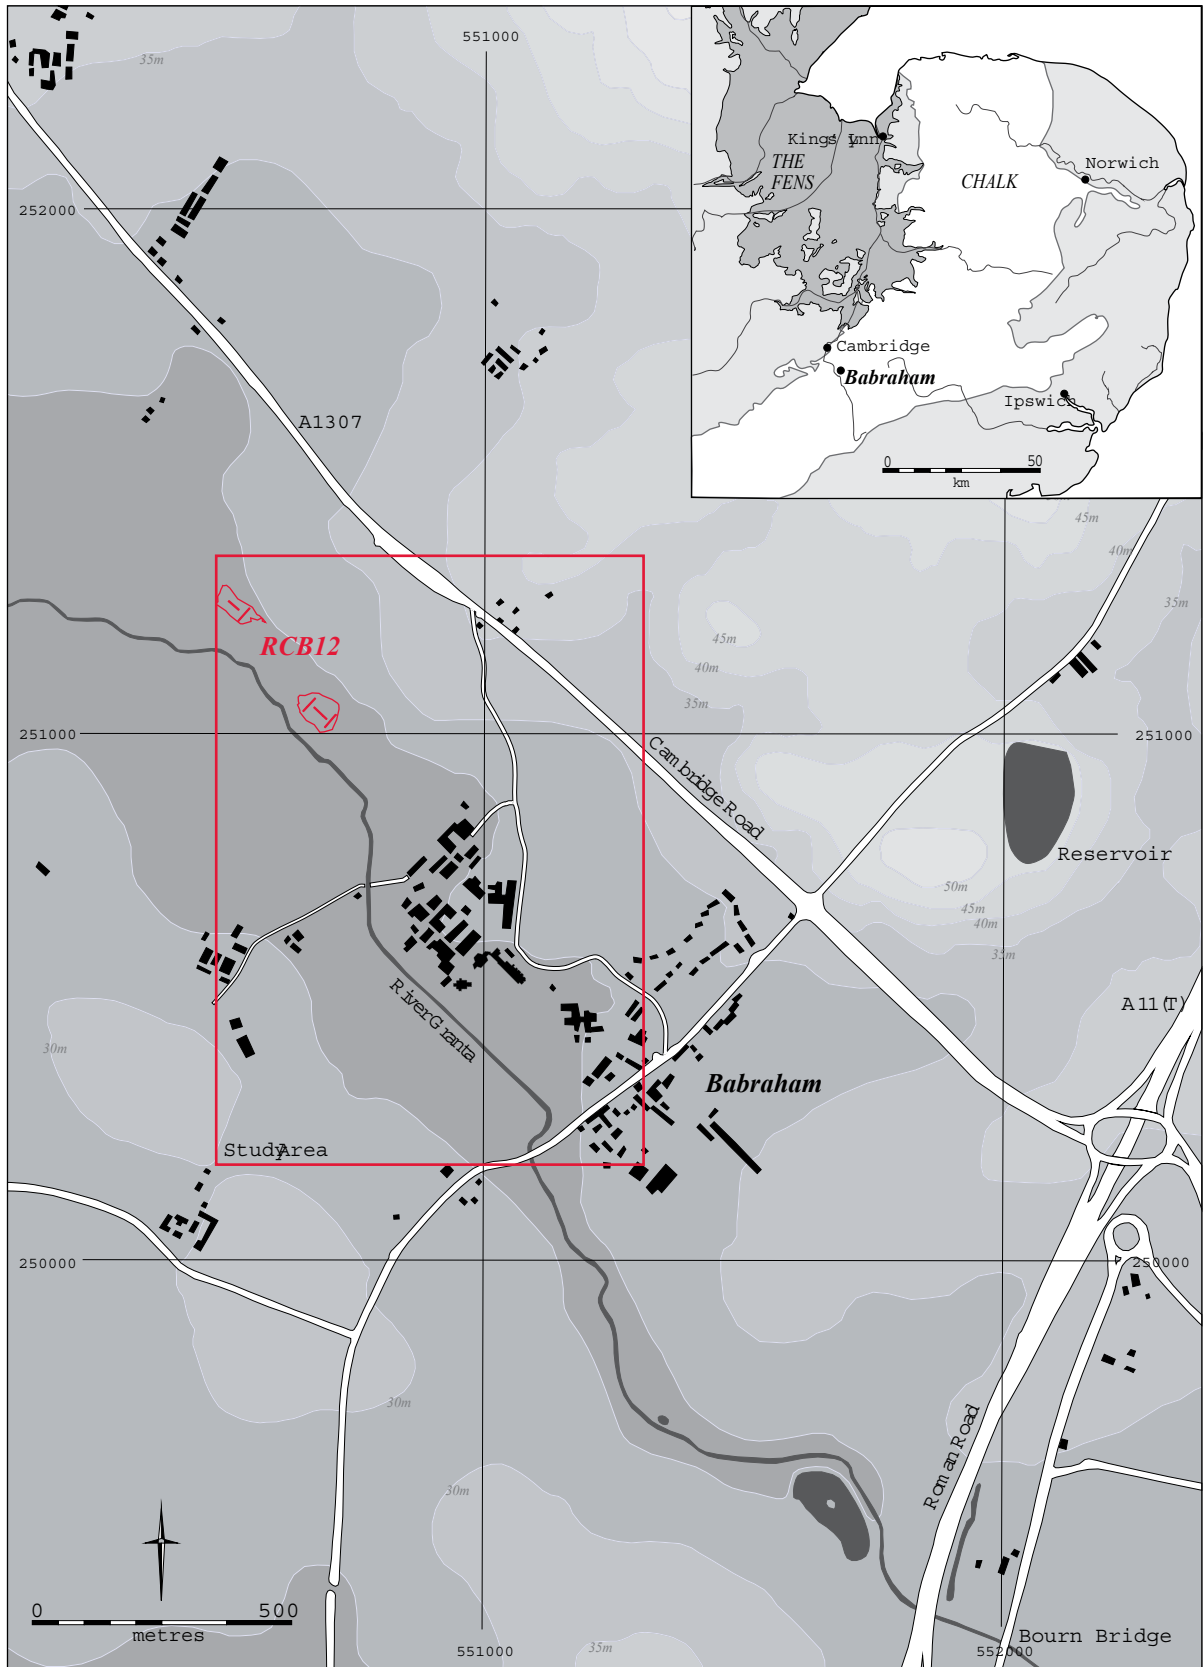 551000
35m
Kings Lynn
THE
FENS
CHALK
Norwich
252000
Cambridge
Babraham
Ipswich
A1307
0 50
km
45m
40m
35m
RCB12
45m
40m
35m
251000
251000
Cambridge Road
Reservoir
50m
45m
40m
35m
River Granta
A11(T)
30m
Babraham
Study Area
250000
250000
30m
Roman Road
30m
0 500
metres
Bourn Bridge
551000
35m
552000